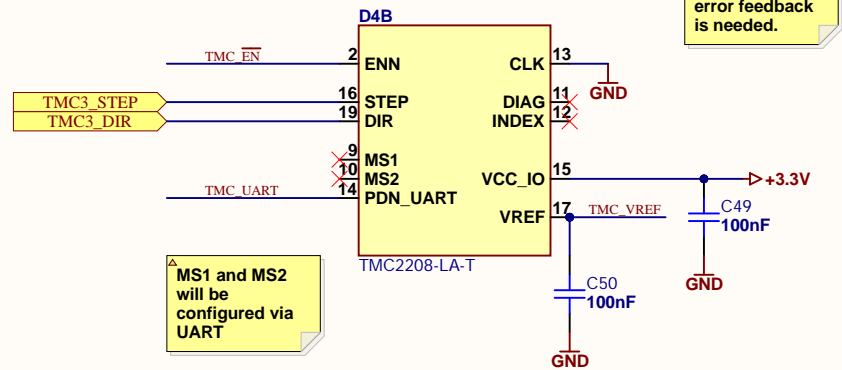 error feedback
is needed.
D4B
TMC_EN
2 ENN
CLK 13
GND
TMC3_STEP
16 STEP
DIAG 11
TMC3_DIR
19 DIR
INDEX 12
9 MS1
10 MS2
VCC_IO 15
+3.3V
TMC_UART
14 PDN_UART
VREF 17
TMC_VREF
C49
100nF
GND
TMC2208-LA-T
MS1 and MS2
will be
configured via
UART
C50
100nF
GND